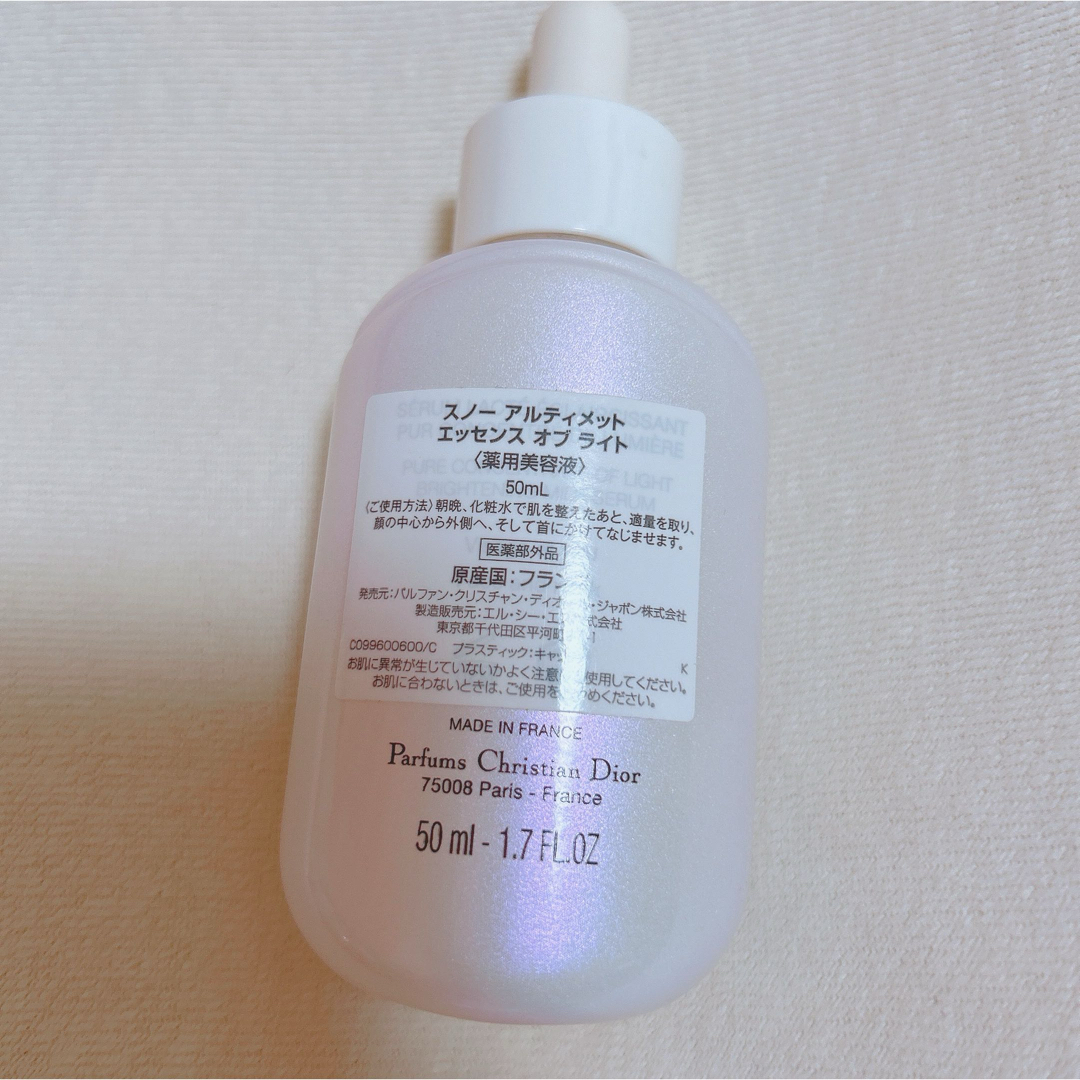 スノー アルティメット
エッセンス オブ ライト
〈薬用美容液〉
50mL
〈ご使用方法〉朝晩、化粧水で肌を整えたあと、適量を取り、
顔の中心から外側へ、そして首にかけてなじませます。
医薬部外品
原産国:フラン
発売元:パルファン・クリスチャン・ディオ ・ジャポン株式会社
製造販売元:エル・シー・エ 式会社
東京都千代田区平河町
C099600600/C プラスティック:キャッ K
お肌に異常が生じていないかよく注意 使用してください。
お肌に合わないときは、ご使用を めください。
MADE IN FRANCE
Parfums Christian Dior
75008 Paris - France
50 ml - 1.7 FL.OZ